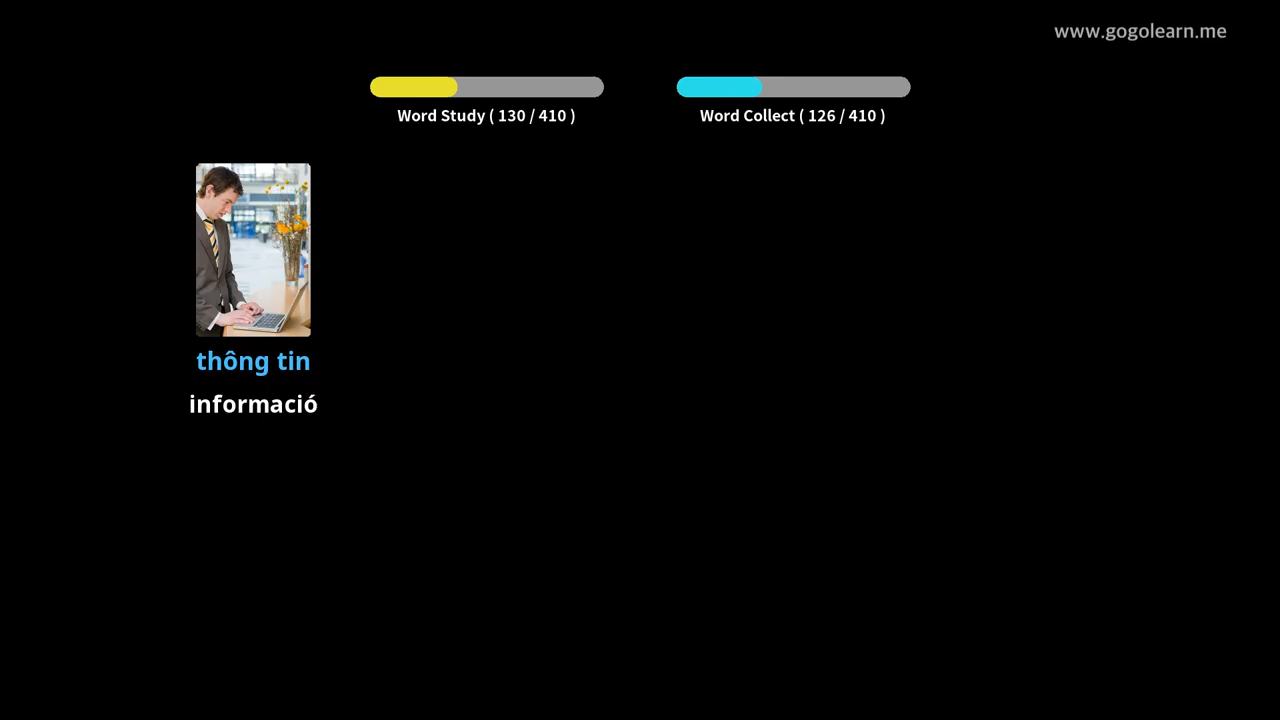 www.gogolearn.me
Word Study ( 130 / 410 )
Word Collect ( 126 / 410 )
thông tin
informació